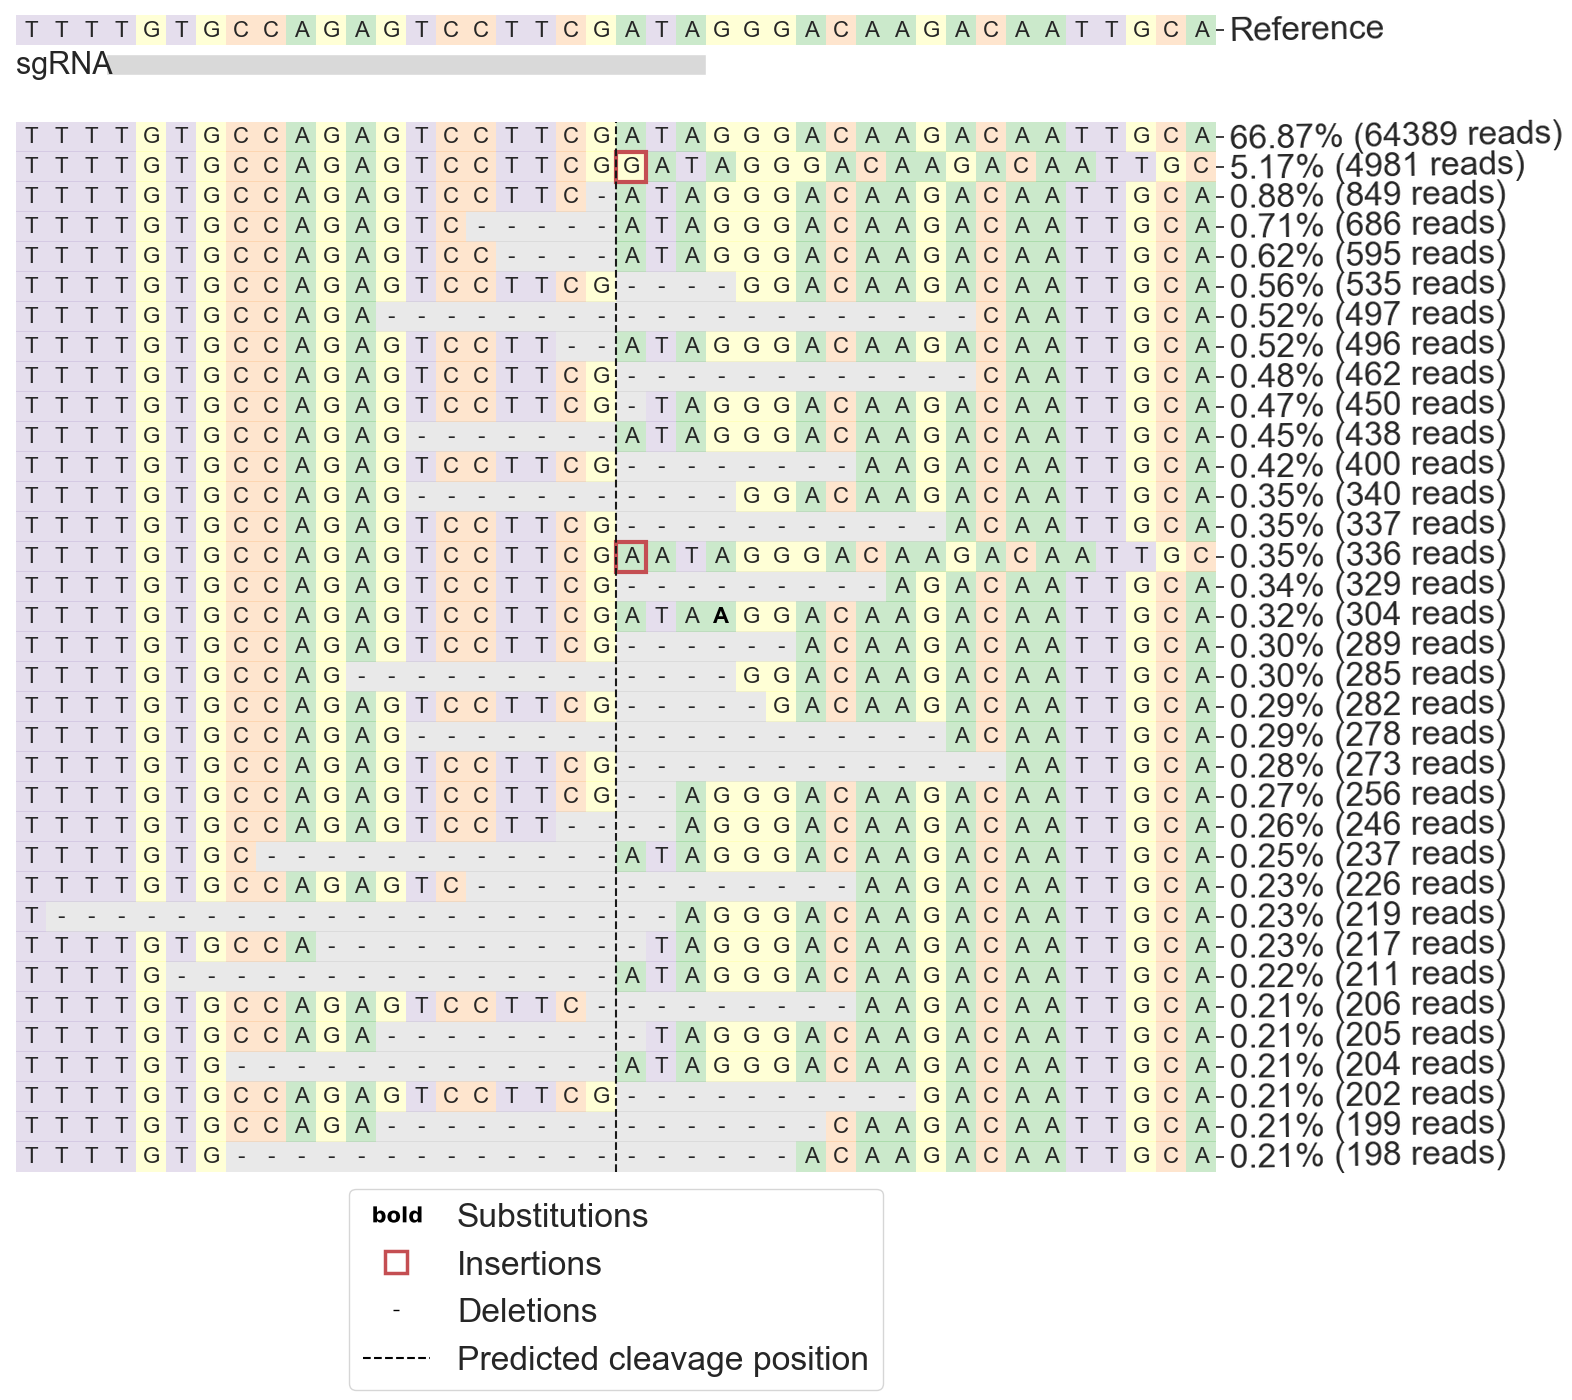 T T T T G T G C C A G A G T C C T T C G A T A G G G A C A A G A C A A T T G C A Reference
sgRNA
T T T T G T G C C A G A G T C C T T C G A T A G G G A C A A G A C A A T T G C A 66.87% (64389 reads)
T T T T G T G C C A G A G T C C T T C G G A T A G G G A C A A G A C A A T T G C 5.17% (4981 reads)
T T T T G T G C C A G A G T C C T T C - A T A G G G A C A A G A C A A T T G C A 0.88% (849 reads)
T T T T G T G C C A G A G T C - - - - - A T A G G G A C A A G A C A A T T G C A 0.71% (686 reads)
T T T T G T G C C A G A G T C C - - - - A T A G G G A C A A G A C A A T T G C A 0.62% (595 reads)
T T T T G T G C C A G A G T C C T T C G - - - - G G A C A A G A C A A T T G C A 0.56% (535 reads)
T T T T G T G C C A G A - - - - - - - - - - - - - - - - - - - - C A A T T G C A 0.52% (497 reads)
T T T T G T G C C A G A G T C C T T - - A T A G G G A C A A G A C A A T T G C A 0.52% (496 reads)
T T T T G T G C C A G A G T C C T T C G - - - - - - - - - - - - C A A T T G C A 0.48% (462 reads)
T T T T G T G C C A G A G T C C T T C G - T A G G G A C A A G A C A A T T G C A 0.47% (450 reads)
T T T T G T G C C A G A G - - - - - - - A T A G G G A C A A G A C A A T T G C A 0.45% (438 reads)
T T T T G T G C C A G A G T C C T T C G - - - - - - - - A A G A C A A T T G C A 0.42% (400 reads)
T T T T G T G C C A G A G - - - - - - - - - - - G G A C A A G A C A A T T G C A 0.35% (340 reads)
T T T T G T G C C A G A G T C C T T C G - - - - - - - - - - - A C A A T T G C A 0.35% (337 reads)
T T T T G T G C C A G A G T C C T T C G A A T A G G G A C A A G A C A A T T G C 0.35% (336 reads)
T T T T G T G C C A G A G T C C T T C G - - - - - - - - - A G A C A A T T G C A 0.34% (329 reads)
T T T T G T G C C A G A G T C C T T C G A T A A G G A C A A G A C A A T T G C A 0.32% (304 reads)
T T T T G T G C C A G A G T C C T T C G - - - - - - A C A A G A C A A T T G C A 0.30% (289 reads)
T T T T G T G C C A G - - - - - - - - - - - - - G G A C A A G A C A A T T G C A 0.30% (285 reads)
T T T T G T G C C A G A G T C C T T C G - - - - - G A C A A G A C A A T T G C A 0.29% (282 reads)
T T T T G T G C C A G A G - - - - - - - - - - - - - - - - - - A C A A T T G C A 0.29% (278 reads)
T T T T G T G C C A G A G T C C T T C G - - - - - - - - - - - - - A A T T G C A 0.28% (273 reads)
T T T T G T G C C A G A G T C C T T C G - - A G G G A C A A G A C A A T T G C A 0.27% (256 reads)
T T T T G T G C C A G A G T C C T T - - - - A G G G A C A A G A C A A T T G C A 0.26% (246 reads)
T T T T G T G C - - - - - - - - - - - - A T A G G G A C A A G A C A A T T G C A 0.25% (237 reads)
T T T T G T G C C A G A G T C - - - - - - - - - - - - - A A G A C A A T T G C A 0.23% (226 reads)
T - - - - - - - - - - - - - - - - - - - - - A G G G A C A A G A C A A T T G C A 0.23% (219 reads)
T T T T G T G C C A - - - - - - - - - - - T A G G G A C A A G A C A A T T G C A 0.23% (217 reads)
T T T T G - - - - - - - - - - - - - - - A T A G G G A C A A G A C A A T T G C A 0.22% (211 reads)
T T T T G T G C C A G A G T C C T T C - - - - - - - - - A A G A C A A T T G C A 0.21% (206 reads)
T T T T G T G C C A G A - - - - - - - - - T A G G G A C A A G A C A A T T G C A 0.21% (205 reads)
T T T T G T G - - - - - - - - - - - - - A T A G G G A C A A G A C A A T T G C A 0.21% (204 reads)
T T T T G T G C C A G A G T C C T T C G - - - - - - - - - - G A C A A T T G C A 0.21% (202 reads)
T T T T G T G C C A G A - - - - - - - - - - - - - - - C A A G A C A A T T G C A 0.21% (199 reads)
T T T T G T G - - - - - - - - - - - - - - - - - - - A C A A G A C A A T T G C A 0.21% (198 reads)
bold Substitutions
Insertions
- Deletions
Predicted cleavage position